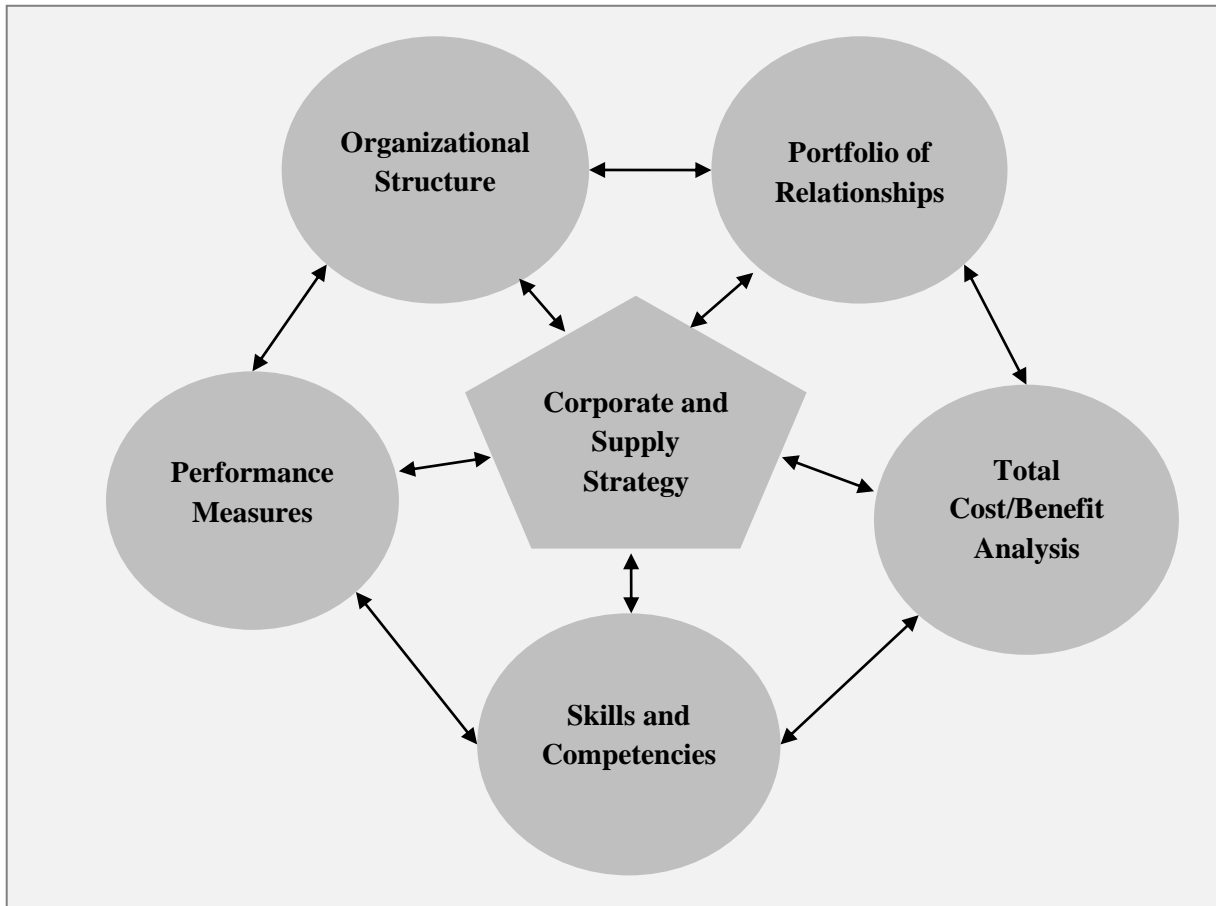 Organizational
Structure
Portfolio of
Relationships
Corporate and
Supply
Strategy
Performance
Measures
Total
Cost/Benefit
Analysis
Skills and
Competencies